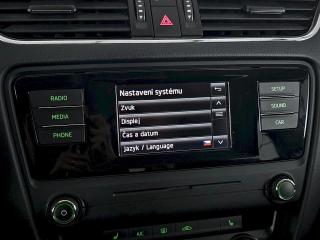 Nastavení systému
RADIO
SETUP
Zvuk
MEDIA
Displej
SOUND
PHONE
Čas a datum
CAR
Jazyk / Language
A/C